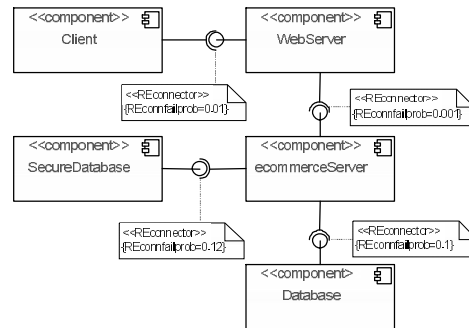 <<component>>
Client
<<component>>
WebServer
<<REconnector>>
{REconnfailprob=0.01}
<<REconnector>>
{REconnfailprob=0.001}
<<component>>
SecureDatabase
<<component>>
ecommerceServer
<<REconnector>>
{REconnfailprob=0.12}
<<REconnector>>
{REconnfailprob=0.1}
<<component>>
Database